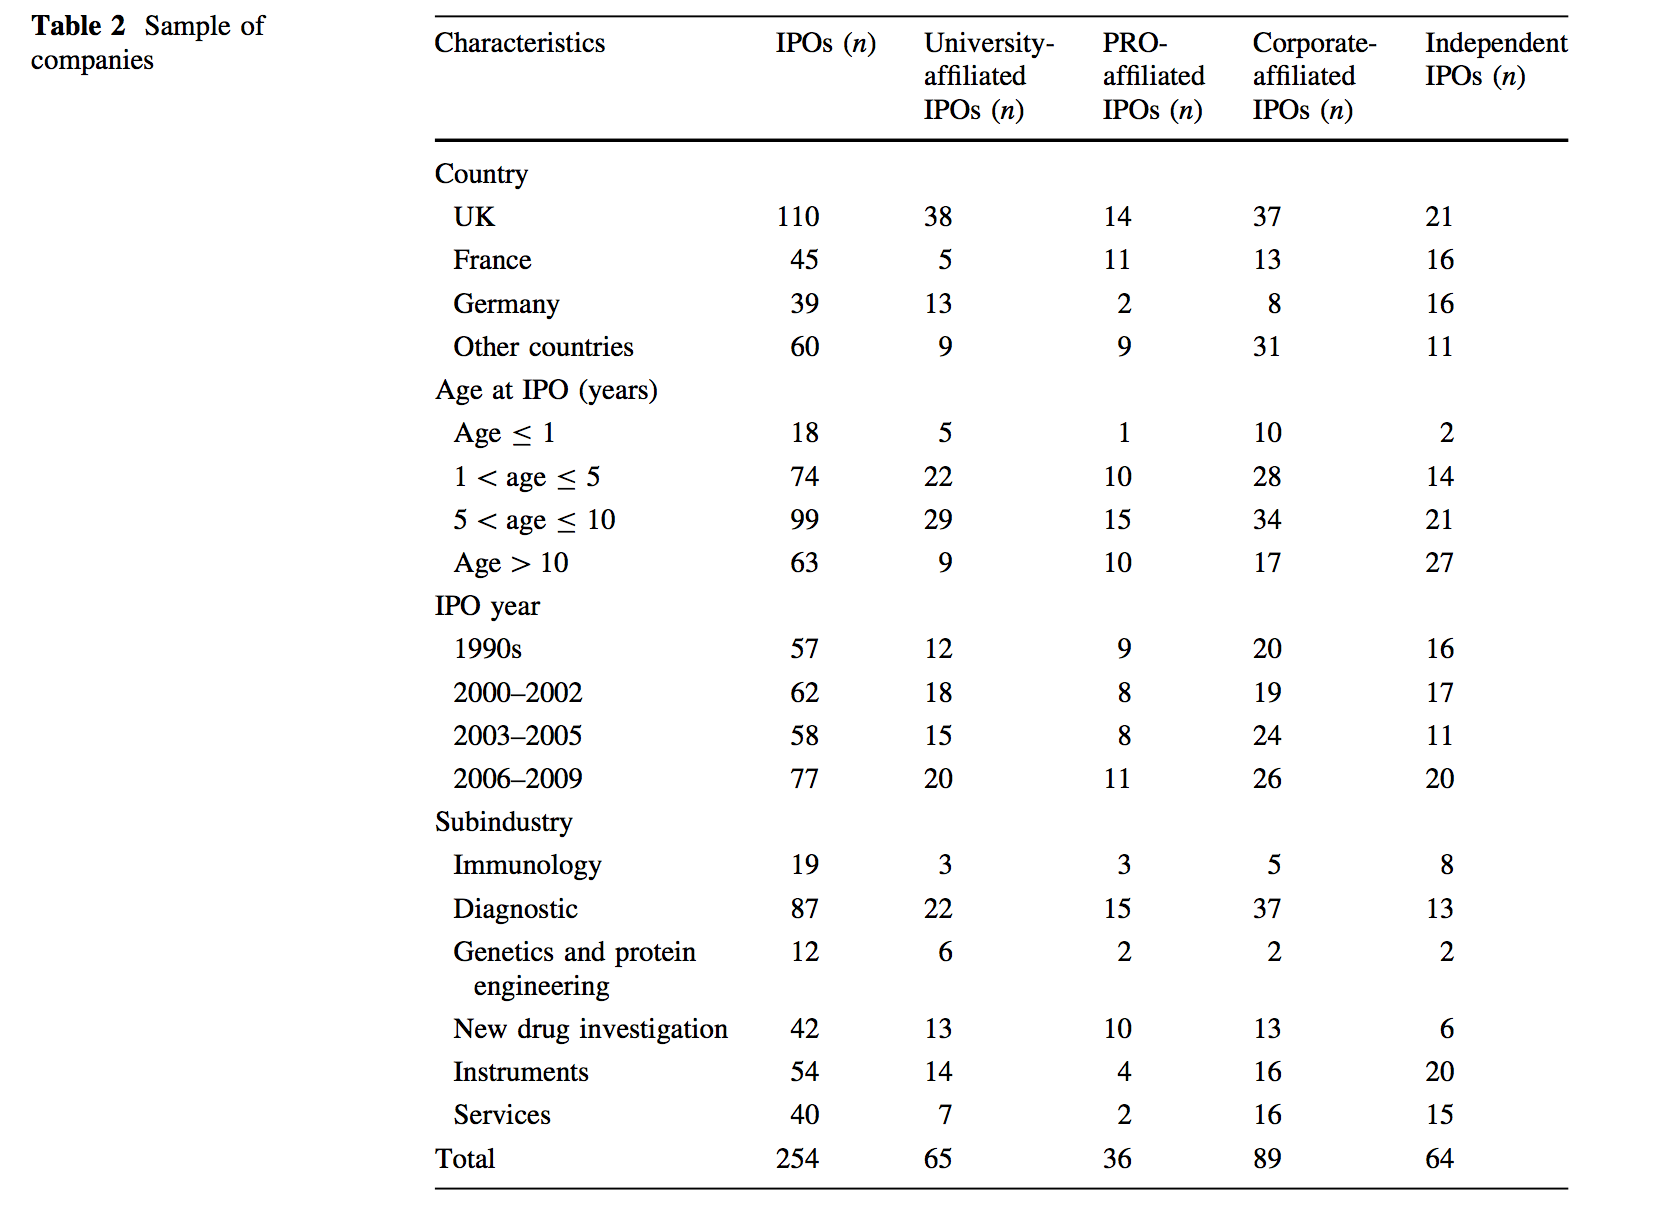 Table 2 Sample of
companies
Characteristics IPOs (n) University- PRO- Corporate- Independent
affiliated affiliated affiliated IPOs (n)
IPOs (n) IPOs (n) IPOs (n)
Country
UK 110 38 14 37 21
France 45 5 11 13 16
Germany 39 13 2 8 16
Other countries 60 9 9 31 11
Age at IPO (years)
Age ≤ 1 18 5 1 10 2
1 < age ≤ 5 74 22 10 28 14
5 < age ≤ 10 99 29 15 34 21
Age > 10 63 9 10 17 27
IPO year
1990s 57 12 9 20 16
2000–2002 62 18 8 19 17
2003–2005 58 15 8 24 11
2006–2009 77 20 11 26 20
Subindustry
Immunology 19 3 3 5 8
Diagnostic 87 22 15 37 13
Genetics and protein 12 6 2 2 2
engineering
New drug investigation 42 13 10 13 6
Instruments 54 14 4 16 20
Services 40 7 2 16 15
Total 254 65 36 89 64